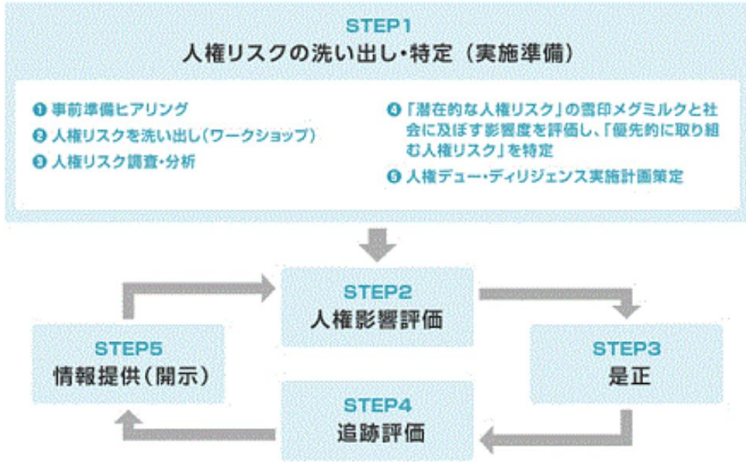 STEP1
人権リスクの洗い出し・特定（実施準備）
❶ 事前準備ヒアリング
❷ 人権リスクを洗い出し（ワークショップ）
❸ 人権リスク調査・分析
❹ 「潜在的な人権リスク」の雪印メグミルクと社
会に及ぼす影響度を評価し、「優先的に取り組
む人権リスク」を特定
❺ 人権デュー・ディリジェンス実施計画策定
STEP2
人権影響評価
STEP3
是正
STEP4
追跡評価
STEP5
情報提供（開示）